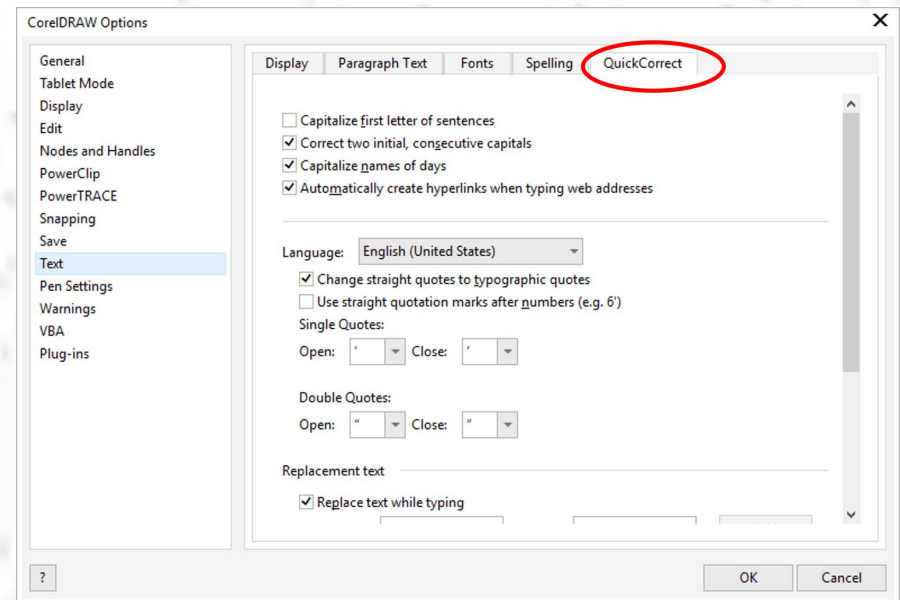 CorelDRAW Options
General
Tablet Mode
Display
Edit
Nodes and Handles
PowerClip
PowerTRACE
Snapping
Save
Text
Pen Settings
Warnings
VBA
Plug-ins
Display Paragraph Text Fonts Spelling QuickCorrect
Capitalize first letter of sentences
Correct two initial, consecutive capitals
Capitalize names of days
Automatically create hyperlinks when typing web addresses
Language: English (United States)
Change straight quotes to typographic quotes
Use straight quotation marks after numbers (e.g. 6')
Single Quotes:
Open: ‘ Close: ’
Double Quotes:
Open: “ Close: ”
Replacement text
Replace text while typing
? OK Cancel